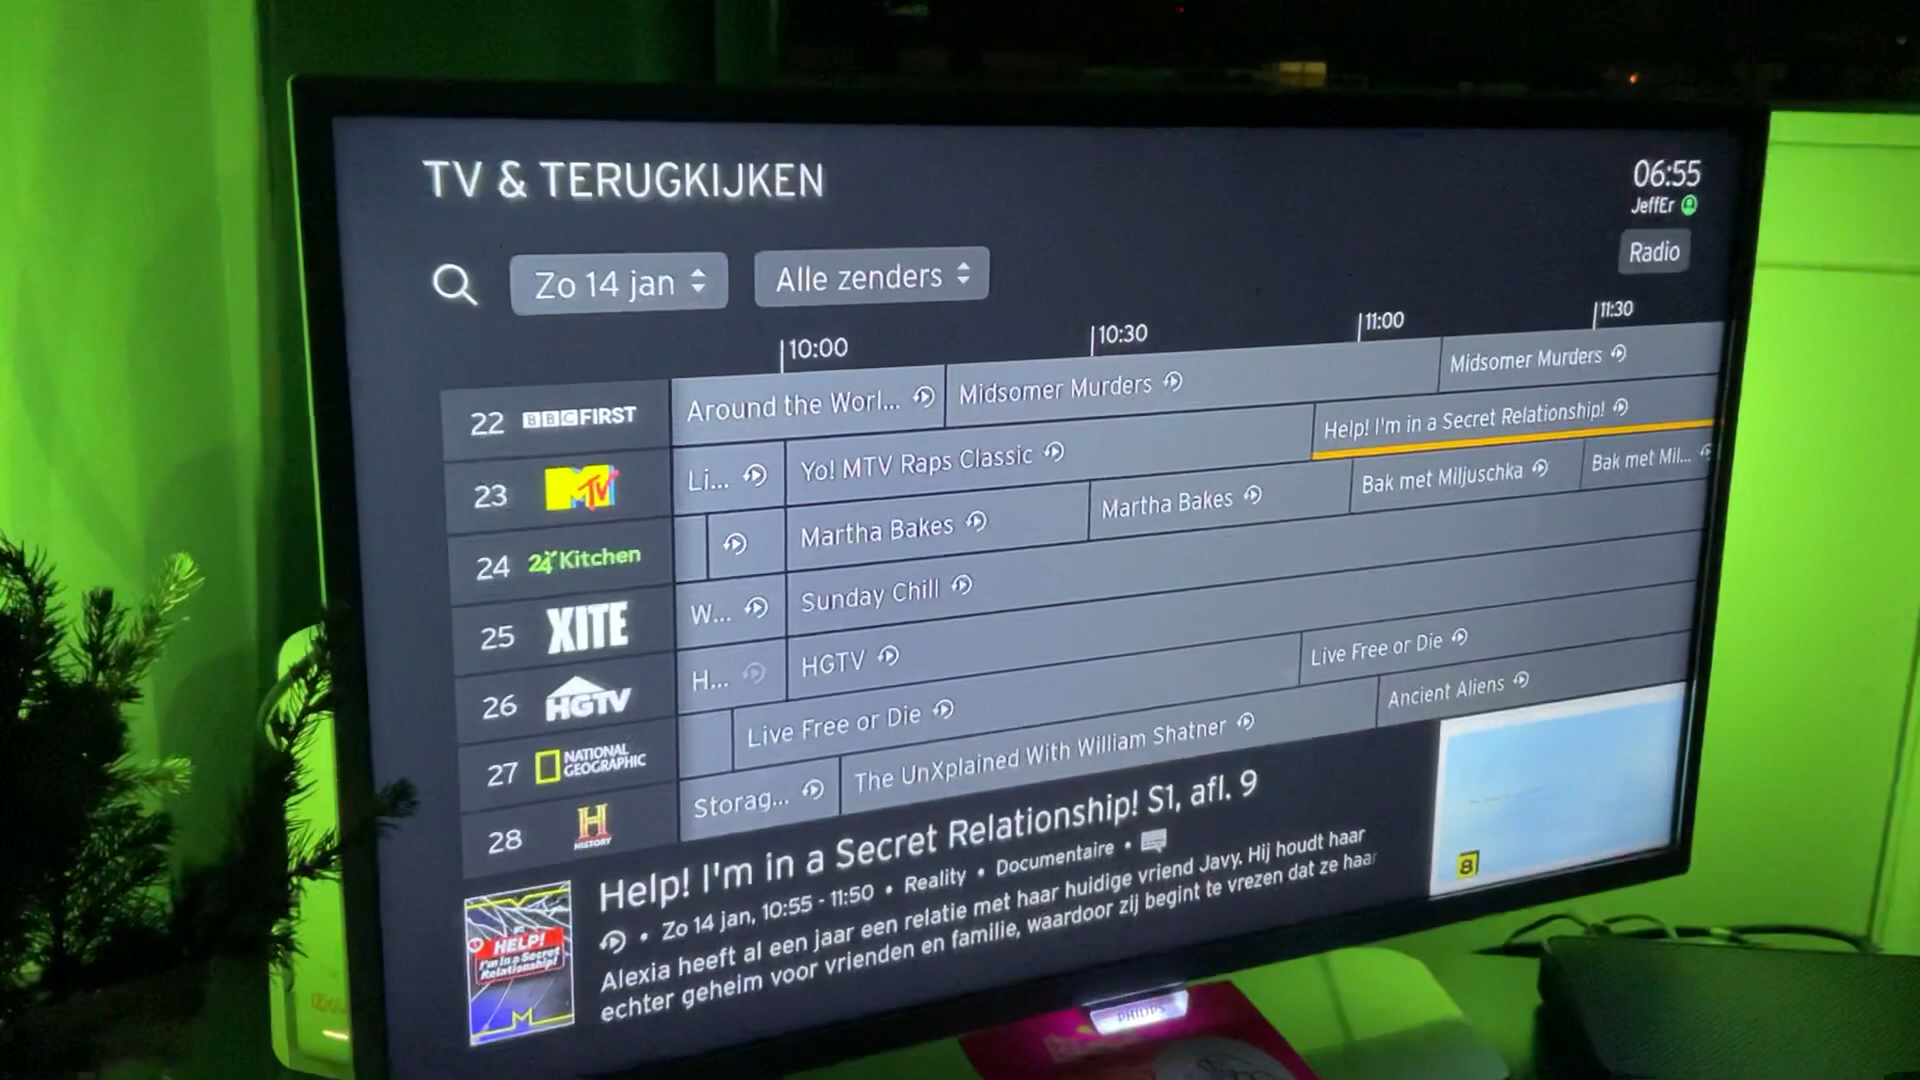 TV & TERUGKIJKEN
06:55
JeffEr
Radio
Zo 14 jan
Alle zenders
10:00
10:30
11:00
11:30
22 BBC FIRST Around the Worl... Midsomer Murders Midsomer Murders
23 MTV Li... Yo! MTV Raps Classic Help! I'm in a Secret Relationship!
24 24Kitchen Martha Bakes Martha Bakes Bak met Miljuschka Bak met Mil...
25 XITE W... Sunday Chill
26 HGTV H... HGTV
27 NATIONAL GEOGRAPHIC Live Free or Die Live Free or Die
28 H HISTORY Storag... The UnXplained With William Shatner Ancient Aliens
Help! I'm in a Secret Relationship! S1, afl. 9
• Zo 14 jan, 10:55 - 11:50 • Reality • Documentaire •
Alexia heeft al een jaar een relatie met haar huidige vriend Javy. Hij houdt haar
echter geheim voor vrienden en familie, waardoor zij begint te vrezen dat ze haar
HELP!
I'm in a Secret
Relationship!
M
8
PHILIPS